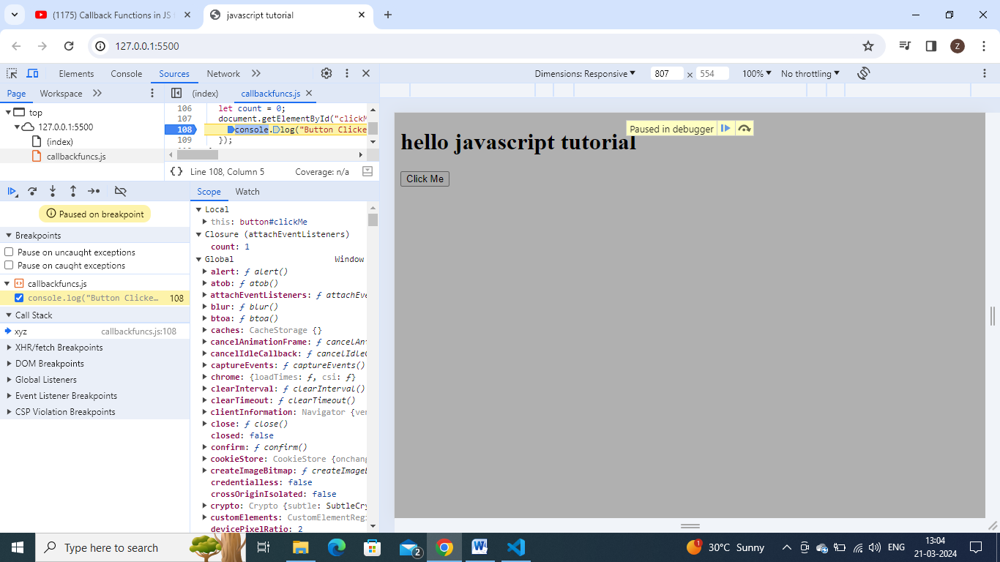 (1175) Callback Functions in JS
javascript tutorial
127.0.0.1:5500
Z
Elements Console Sources Network
Dimensions: Responsive 807 × 554 100% No throttling
Page Workspace
(index) callbackfuncs.js
top
127.0.0.1:5500
(index)
callbackfuncs.js
106 let count = 0;
107 document.getElementById("clickM
108 console.log("Button Clicke
109 });
{} Line 108, Column 5 Coverage: n/a
Paused in debugger
hello javascript tutorial
Click Me
Paused on breakpoint
Breakpoints
Pause on uncaught exceptions
Pause on caught exceptions
callbackfuncs.js
console.log("Button Clicke… 108
Call Stack
xyz callbackfuncs.js:108
XHR/fetch Breakpoints
DOM Breakpoints
Global Listeners
Event Listener Breakpoints
CSP Violation Breakpoints
Scope Watch
Local
this: button#clickMe
Closure (attachEventListeners)
count: 1
Global Window
alert: ƒ alert()
atob: ƒ atob()
attachEventListeners: ƒ attachEve
blur: ƒ blur()
btoa: ƒ btoa()
caches: CacheStorage {}
cancelAnimationFrame: ƒ cancelAni
cancelIdleCallback: ƒ cancelIdleC
captureEvents: ƒ captureEvents()
chrome: {loadTimes: ƒ, csi: ƒ}
clearInterval: ƒ clearInterval()
clearTimeout: ƒ clearTimeout()
clientInformation: Navigator {ver
close: ƒ close()
closed: false
confirm: ƒ confirm()
cookieStore: CookieStore {onchang
createImageBitmap: ƒ createImageB
credentialless: false
crossOriginIsolated: false
crypto: Crypto {subtle: SubtleCry
customElements: CustomElementRegi
devicePixelRatio: 2
Type here to search
2
1
30°C Sunny
ENG
13:04
21-03-2024